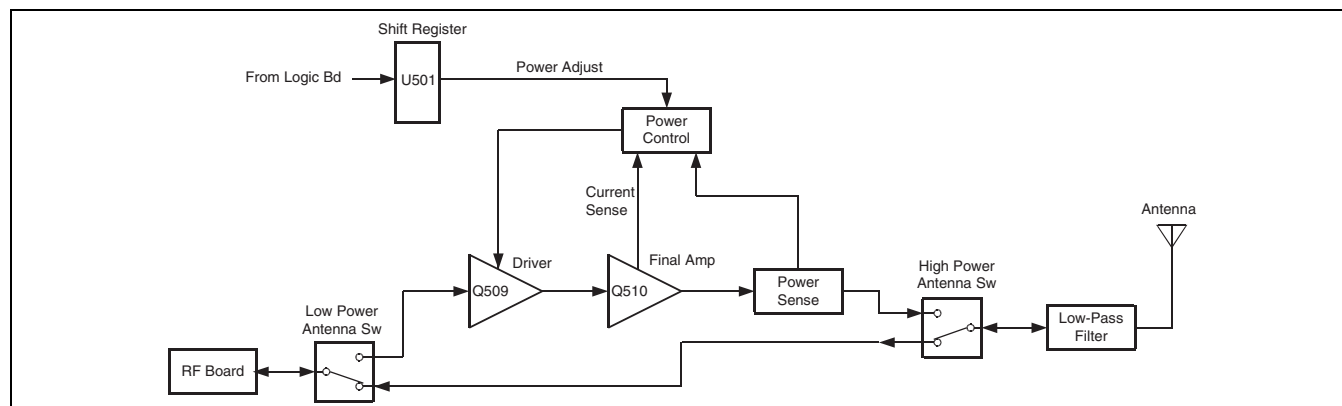 Shift Register
From Logic Bd
U501
Power Adjust
Power
Control
Current
Sense
Antenna
Driver
Final Amp
High Power
Antenna Sw
Q509
Q510
Power
Sense
Low Power
Antenna Sw
Low-Pass
Filter
RF Board